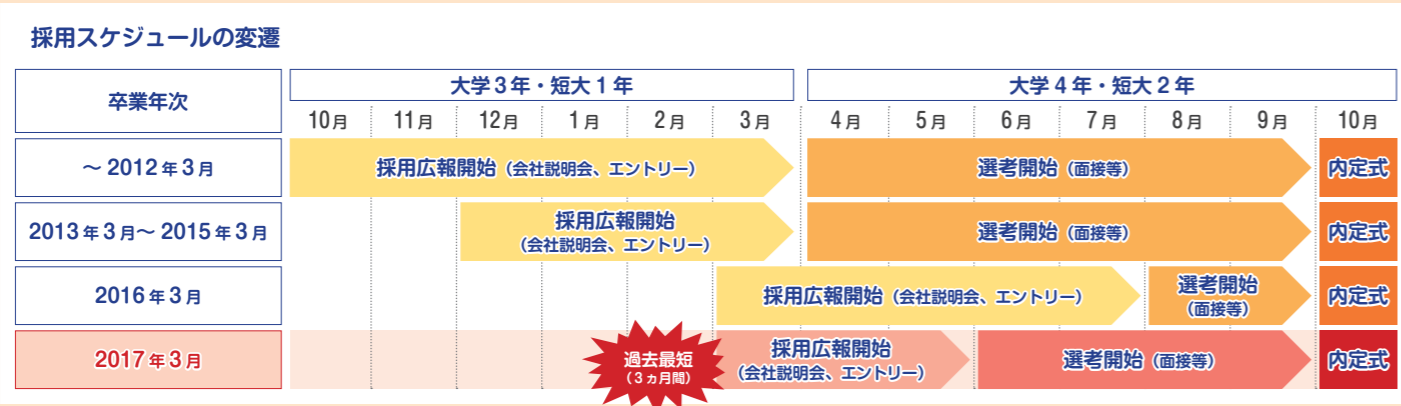 採用スケジュールの変遷
卒業年次
大学3年・短大1年
大学4年・短大2年
10月 11月 12月 1月 2月 3月 4月 5月 6月 7月 8月 9月 10月
～2012年3月
採用広報開始（会社説明会、エントリー）
選考開始（面接等）
内定式
2013年3月～2015年3月
採用広報開始
（会社説明会、エントリー）
選考開始（面接等）
内定式
2016年3月
採用広報開始（会社説明会、エントリー）
選考開始
（面接等）
内定式
2017年3月
過去最短
（3ヵ月間）
採用広報開始
（会社説明会、エントリー）
選考開始（面接等）
内定式